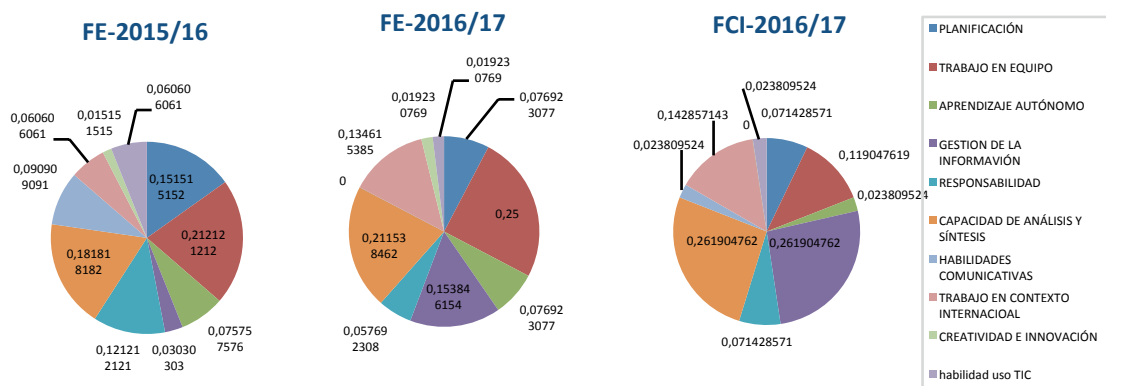 FE-2015/16
0,06060
6061
0,01515
1515
0,06060
6061
0,09090
9091
0,15151
5152
0,21212
1212
0,18181
8182
0,07575
7576
0,12121
2121
0,03030
303
FE-2016/17
0,01923
0769
0,01923
0769
0,07692
3077
0,13461
5385
0
0,25
0,21153
8462
0,15384
6154
0,07692
3077
0,05769
2308
FCI-2016/17
0,023809524
0,142857143
0,071428571
0
0,023809524
0,119047619
0,023809524
0,261904762
0,261904762
0,071428571
PLANIFICACIÓN
TRABAJO EN EQUIPO
APRENDIZAJE AUTÓNOMO
GESTION DE LA
INFORMAVIÓN
RESPONSABILIDAD
CAPACIDAD DE ANÁLISIS Y
SÍNTESIS
HABILIDADES
COMUNICATIVAS
TRABAJO EN CONTEXTO
INTERNACIOAL
CREATIVIDAD E INNOVACIÓN
habilidad uso TIC